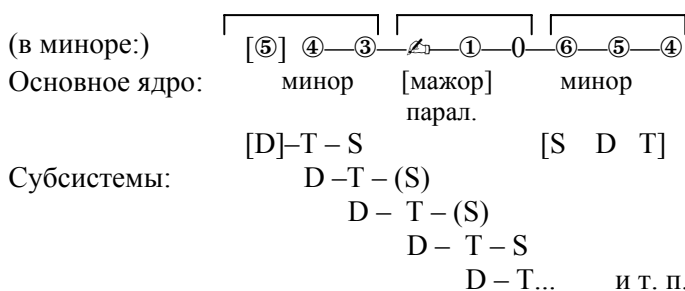 (в миноре:) [⑤] ④—③—✍—①—0—⑥—⑤—④
Основное ядро: минор [мажор] минор
парал.
[D]–T – S [S D T]
Субсистемы: D –T – (S)
D – T – (S)
D – T – S
D – T... и т. п.